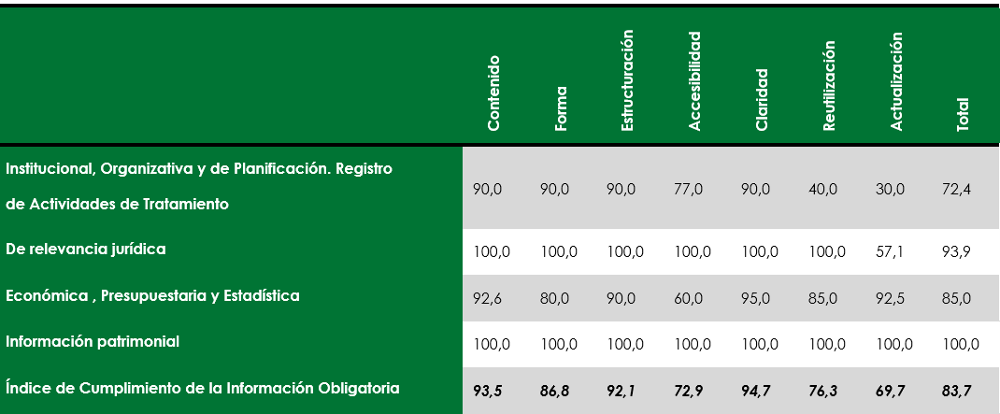 Contenido Forma Estructuración Accesibilidad Claridad Reutilización Actualización Total
Institucional, Organizativa y de Planificación. Registro
de Actividades de Tratamiento 90,0 90,0 90,0 77,0 90,0 40,0 30,0 72,4
De relevancia jurídica 100,0 100,0 100,0 100,0 100,0 100,0 57,1 93,9
Económica , Presupuestaria y Estadística 92,6 80,0 90,0 60,0 95,0 85,0 92,5 85,0
Información patrimonial 100,0 100,0 100,0 100,0 100,0 100,0 100,0 100,0
Índice de Cumplimiento de la Información Obligatoria 93,5 86,8 92,1 72,9 94,7 76,3 69,7 83,7